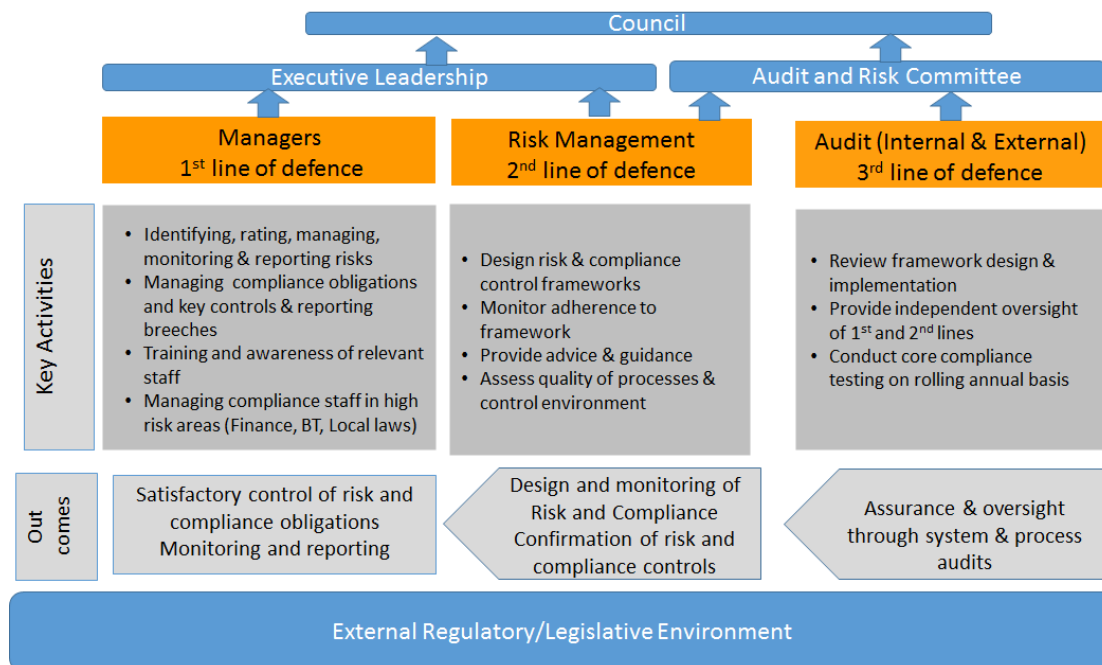 Council
Executive Leadership
Audit and Risk Committee
Managers
1st line of defence
Risk Management
2nd line of defence
Audit (Internal & External)
3rd line of defence
Key Activities
• Identifying, rating, managing,
monitoring & reporting risks
• Managing compliance obligations
and key controls & reporting
breeches
• Training and awareness of relevant
staff
• Managing compliance staff in high
risk areas (Finance, BT, Local laws)
• Design risk & compliance
control frameworks
• Monitor adherence to
framework
• Provide advice & guidance
• Assess quality of processes &
control environment
• Review framework design &
implementation
• Provide independent oversight
of 1st and 2nd lines
• Conduct core compliance
testing on rolling annual basis
Out
comes
Satisfactory control of risk and
compliance obligations
Monitoring and reporting
Design and monitoring of
Risk and Compliance
Confirmation of risk and
compliance controls
Assurance & oversight
through system & process
audits
External Regulatory/Legislative Environment